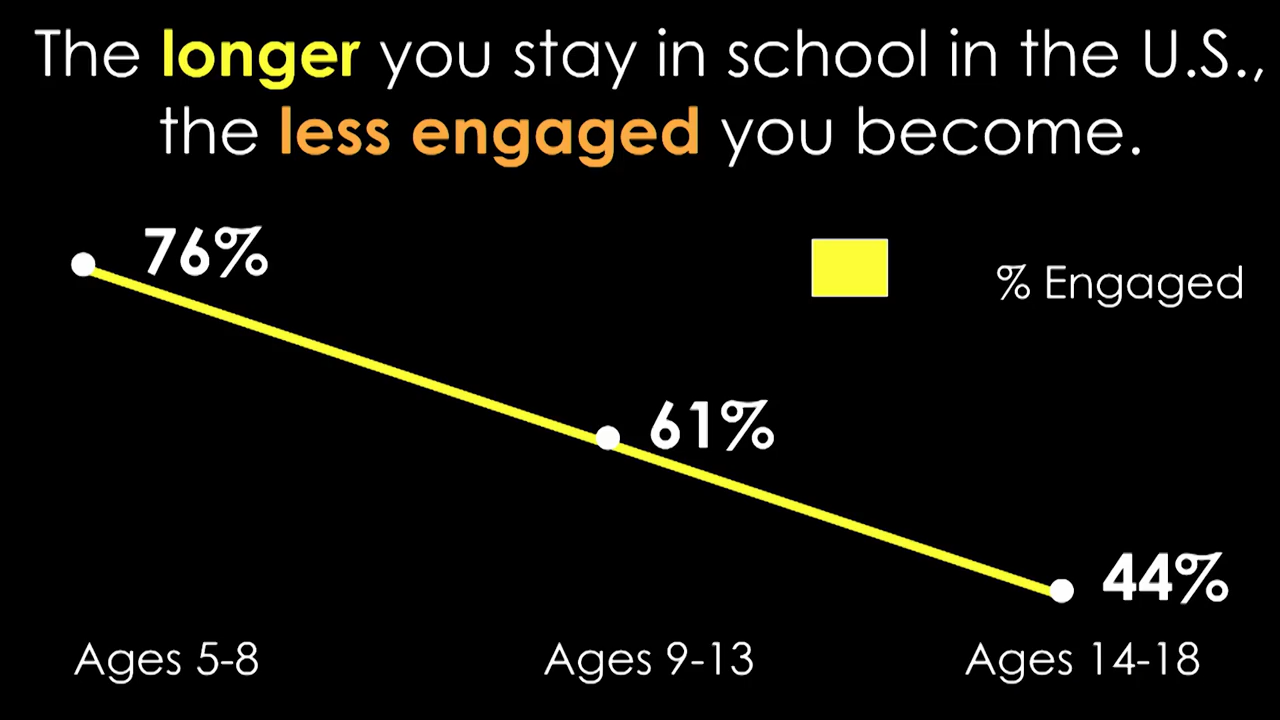 The longer you stay in school in the U.S.,
the less engaged you become.
76%
% Engaged
61%
44%
Ages 5-8
Ages 9-13
Ages 14-18